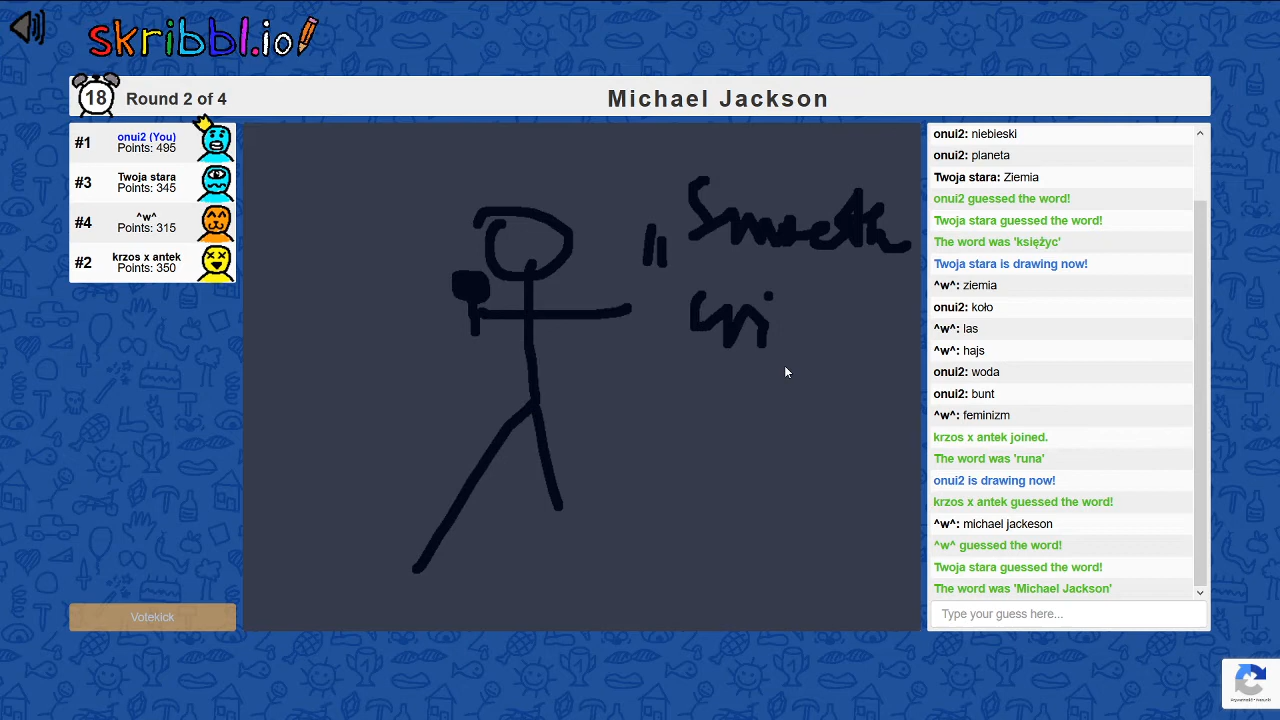 skribbl.io
18
Round 2 of 4
Michael Jackson
#1
onui2 (You)
Points: 495
#3
Twoja stara
Points: 345
#4
^w^
Points: 315
#2
krzos x antek
Points: 350
Votekick
"Smooth
cri
onui2: niebieski
onui2: planeta
Twoja stara: Ziemia
onui2 guessed the word!
Twoja stara guessed the word!
The word was 'księżyc'
Twoja stara is drawing now!
^w^: ziemia
onui2: koło
^w^: las
^w^: hajs
onui2: woda
onui2: bunt
^w^: feminizm
krzos x antek joined.
The word was 'runa'
onui2 is drawing now!
krzos x antek guessed the word!
^w^: michael jackeson
^w^ guessed the word!
Twoja stara guessed the word!
The word was 'Michael Jackson'
Type your guess here...